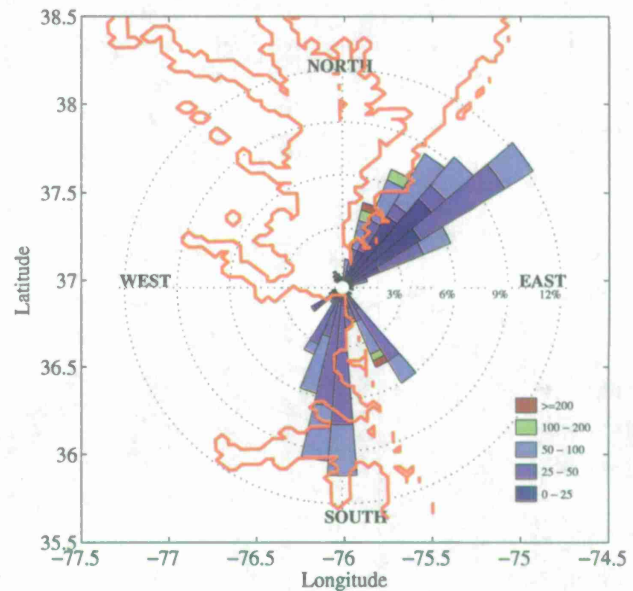 38.5
38
37.5
37
36.5
36
35.5
Latitude
NORTH
WEST
EAST
3%
6%
9%
12%
>=200
100 – 200
50 – 100
25 – 50
0 – 25
SOUTH
−77.5
−77
−76.5
−76
−75.5
−75
−74.5
Longitude